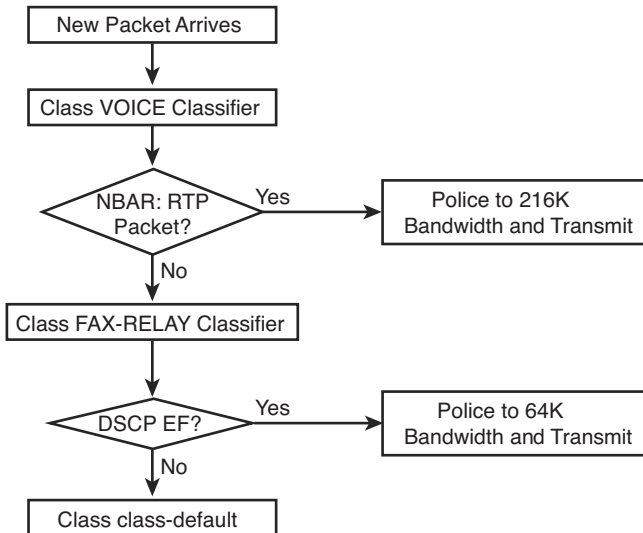 New Packet Arrives
Class VOICE Classifier
NBAR: RTP
Packet?
Yes
Police to 216K
Bandwidth and Transmit
No
Class FAX-RELAY Classifier
DSCP EF?
Yes
Police to 64K
Bandwidth and Transmit
No
Class class-default